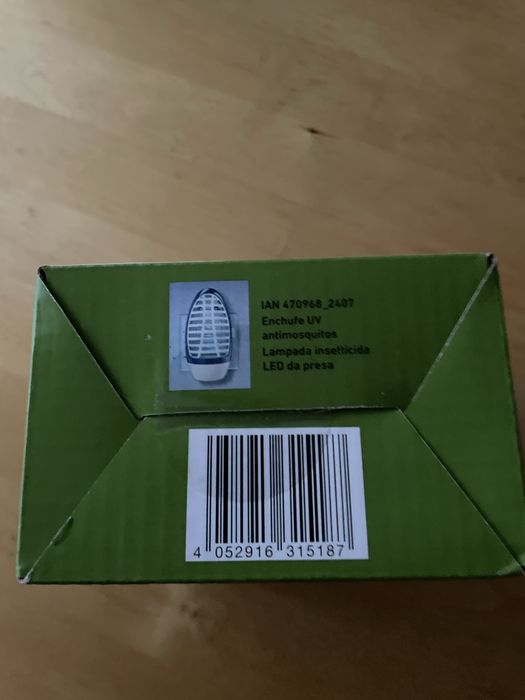 IAN 470968_2407
Enchufe UV
antimosquitos
Lampada insetticida
LED da presa
4 052916 315187